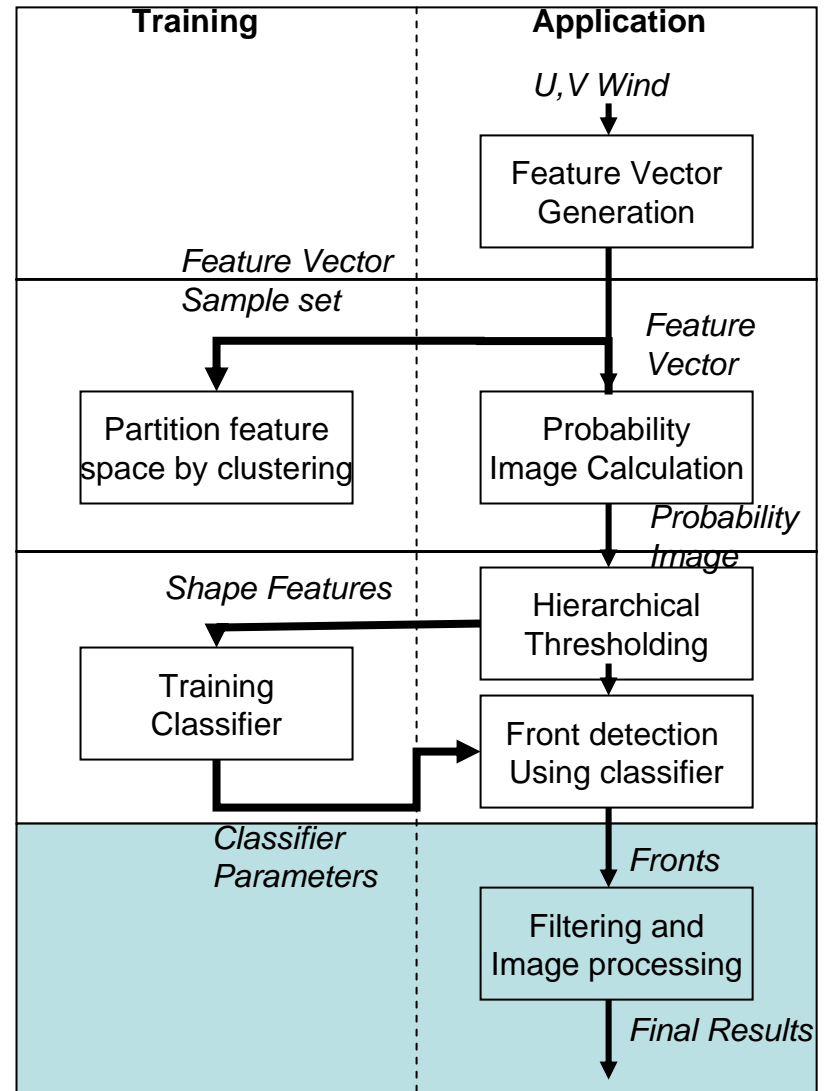 Training
Application
U,V Wind
Feature Vector
Generation
Feature Vector
Sample set
Feature
Vector
Partition feature
space by clustering
Probability
Image Calculation
Probability
Image
Shape Features
Hierarchical
Thresholding
Training
Classifier
Front detection
Using classifier
Classifier
Parameters
Fronts
Filtering and
Image processing
Final Results